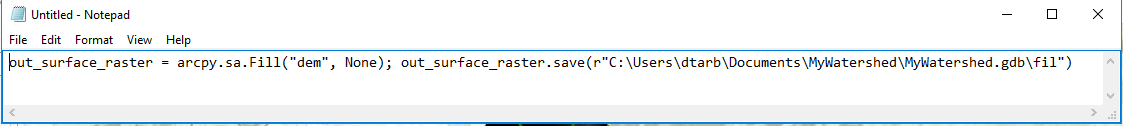 Untitled - Notepad
File Edit Format View Help
out_surface_raster = arcpy.sa.Fill("dem", None); out_surface_raster.save(r"C:\Users\dtarb\Documents\MyWatershed\MyWatershed.gdb\fil")